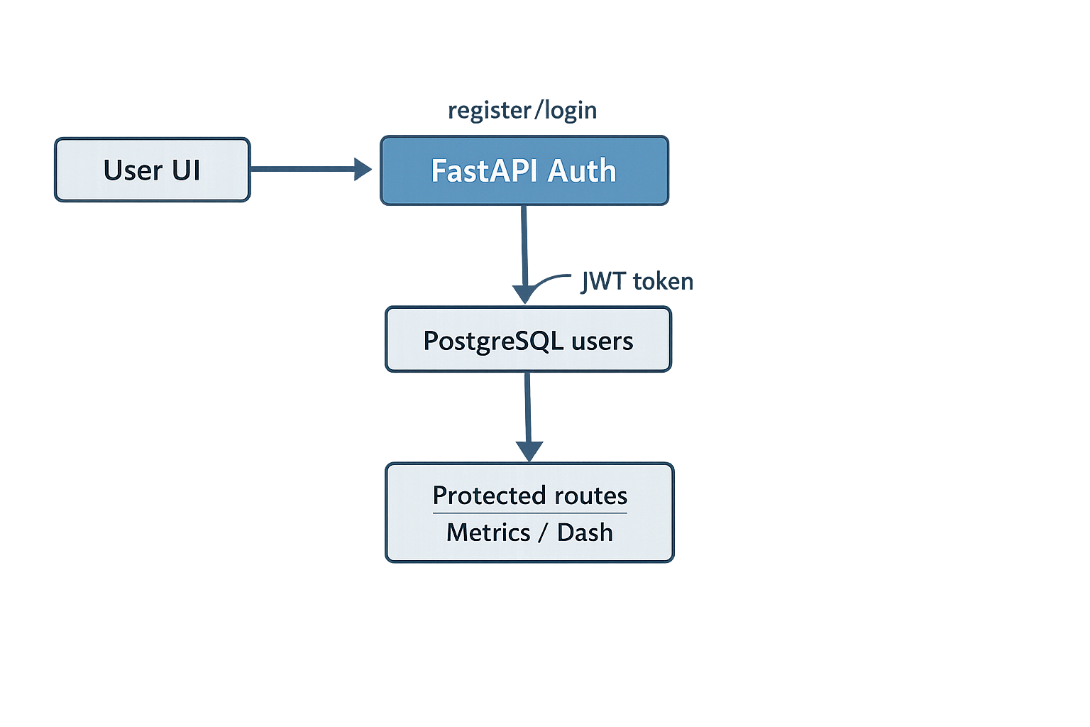 register/login
User UI
FastAPI Auth
JWT token
PostgreSQL users
Protected routes
Metrics / Dash